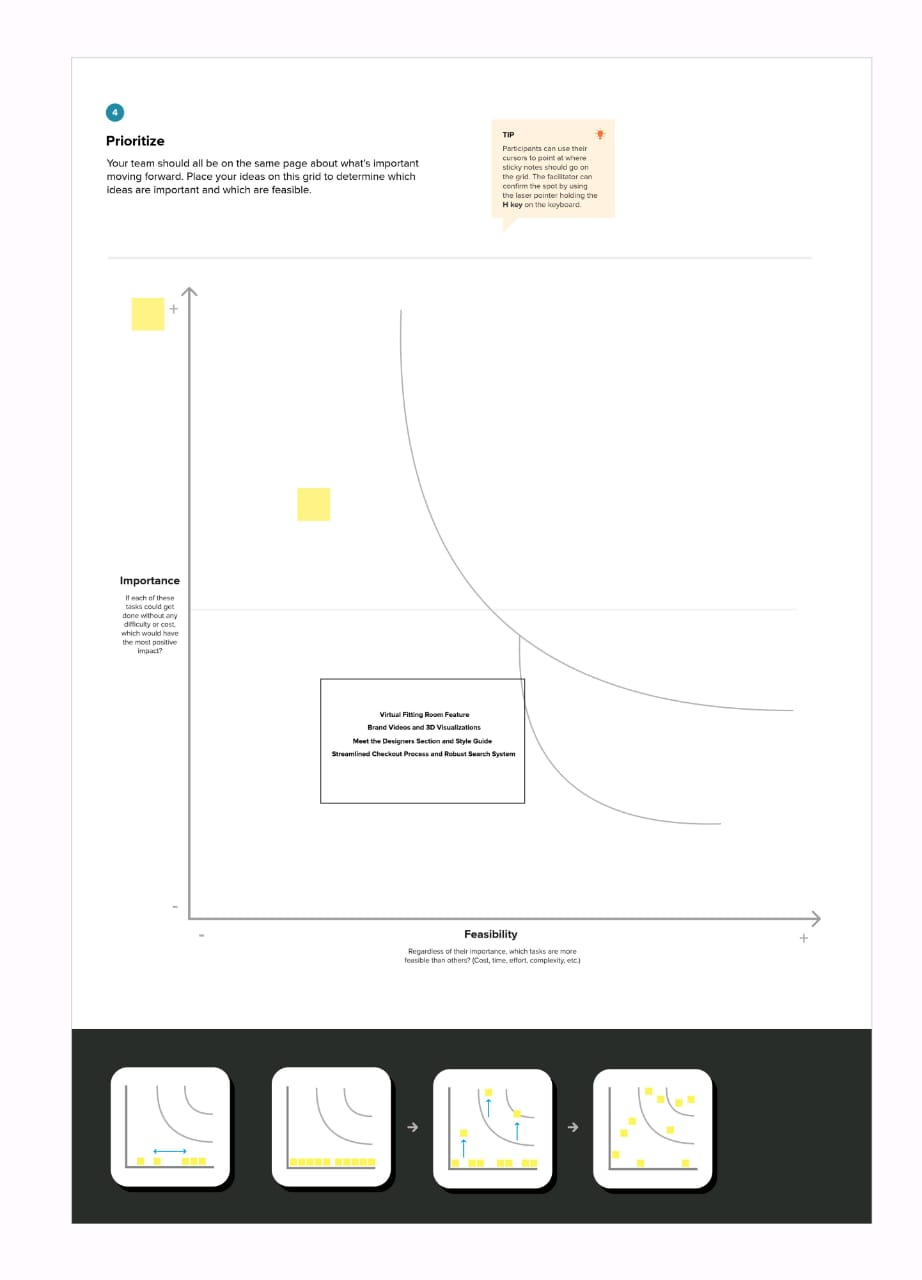 4
Prioritize
Your team should all be on the same page about what's important
moving forward. Place your ideas on this grid to determine which
ideas are important and which are feasible.
TIP
Participants can use their
cursors to point at where
sticky notes should go on
the grid. The facilitator can
confirm the spot by using
the laser pointer holding the
H key on the keyboard.
+
Importance
If each of these
tasks could get
done without any
difficulty or cost,
which would have
the most positive
impact?
Virtual Fitting Room Feature
Brand Videos and 3D Visualizations
Meet the Designers Section and Style Guide
Streamlined Checkout Process and Robust Search System
-
-
Feasibility
+
Regardless of their importance, which tasks are more
feasible than others? (Cost, time, effort, complexity, etc.)